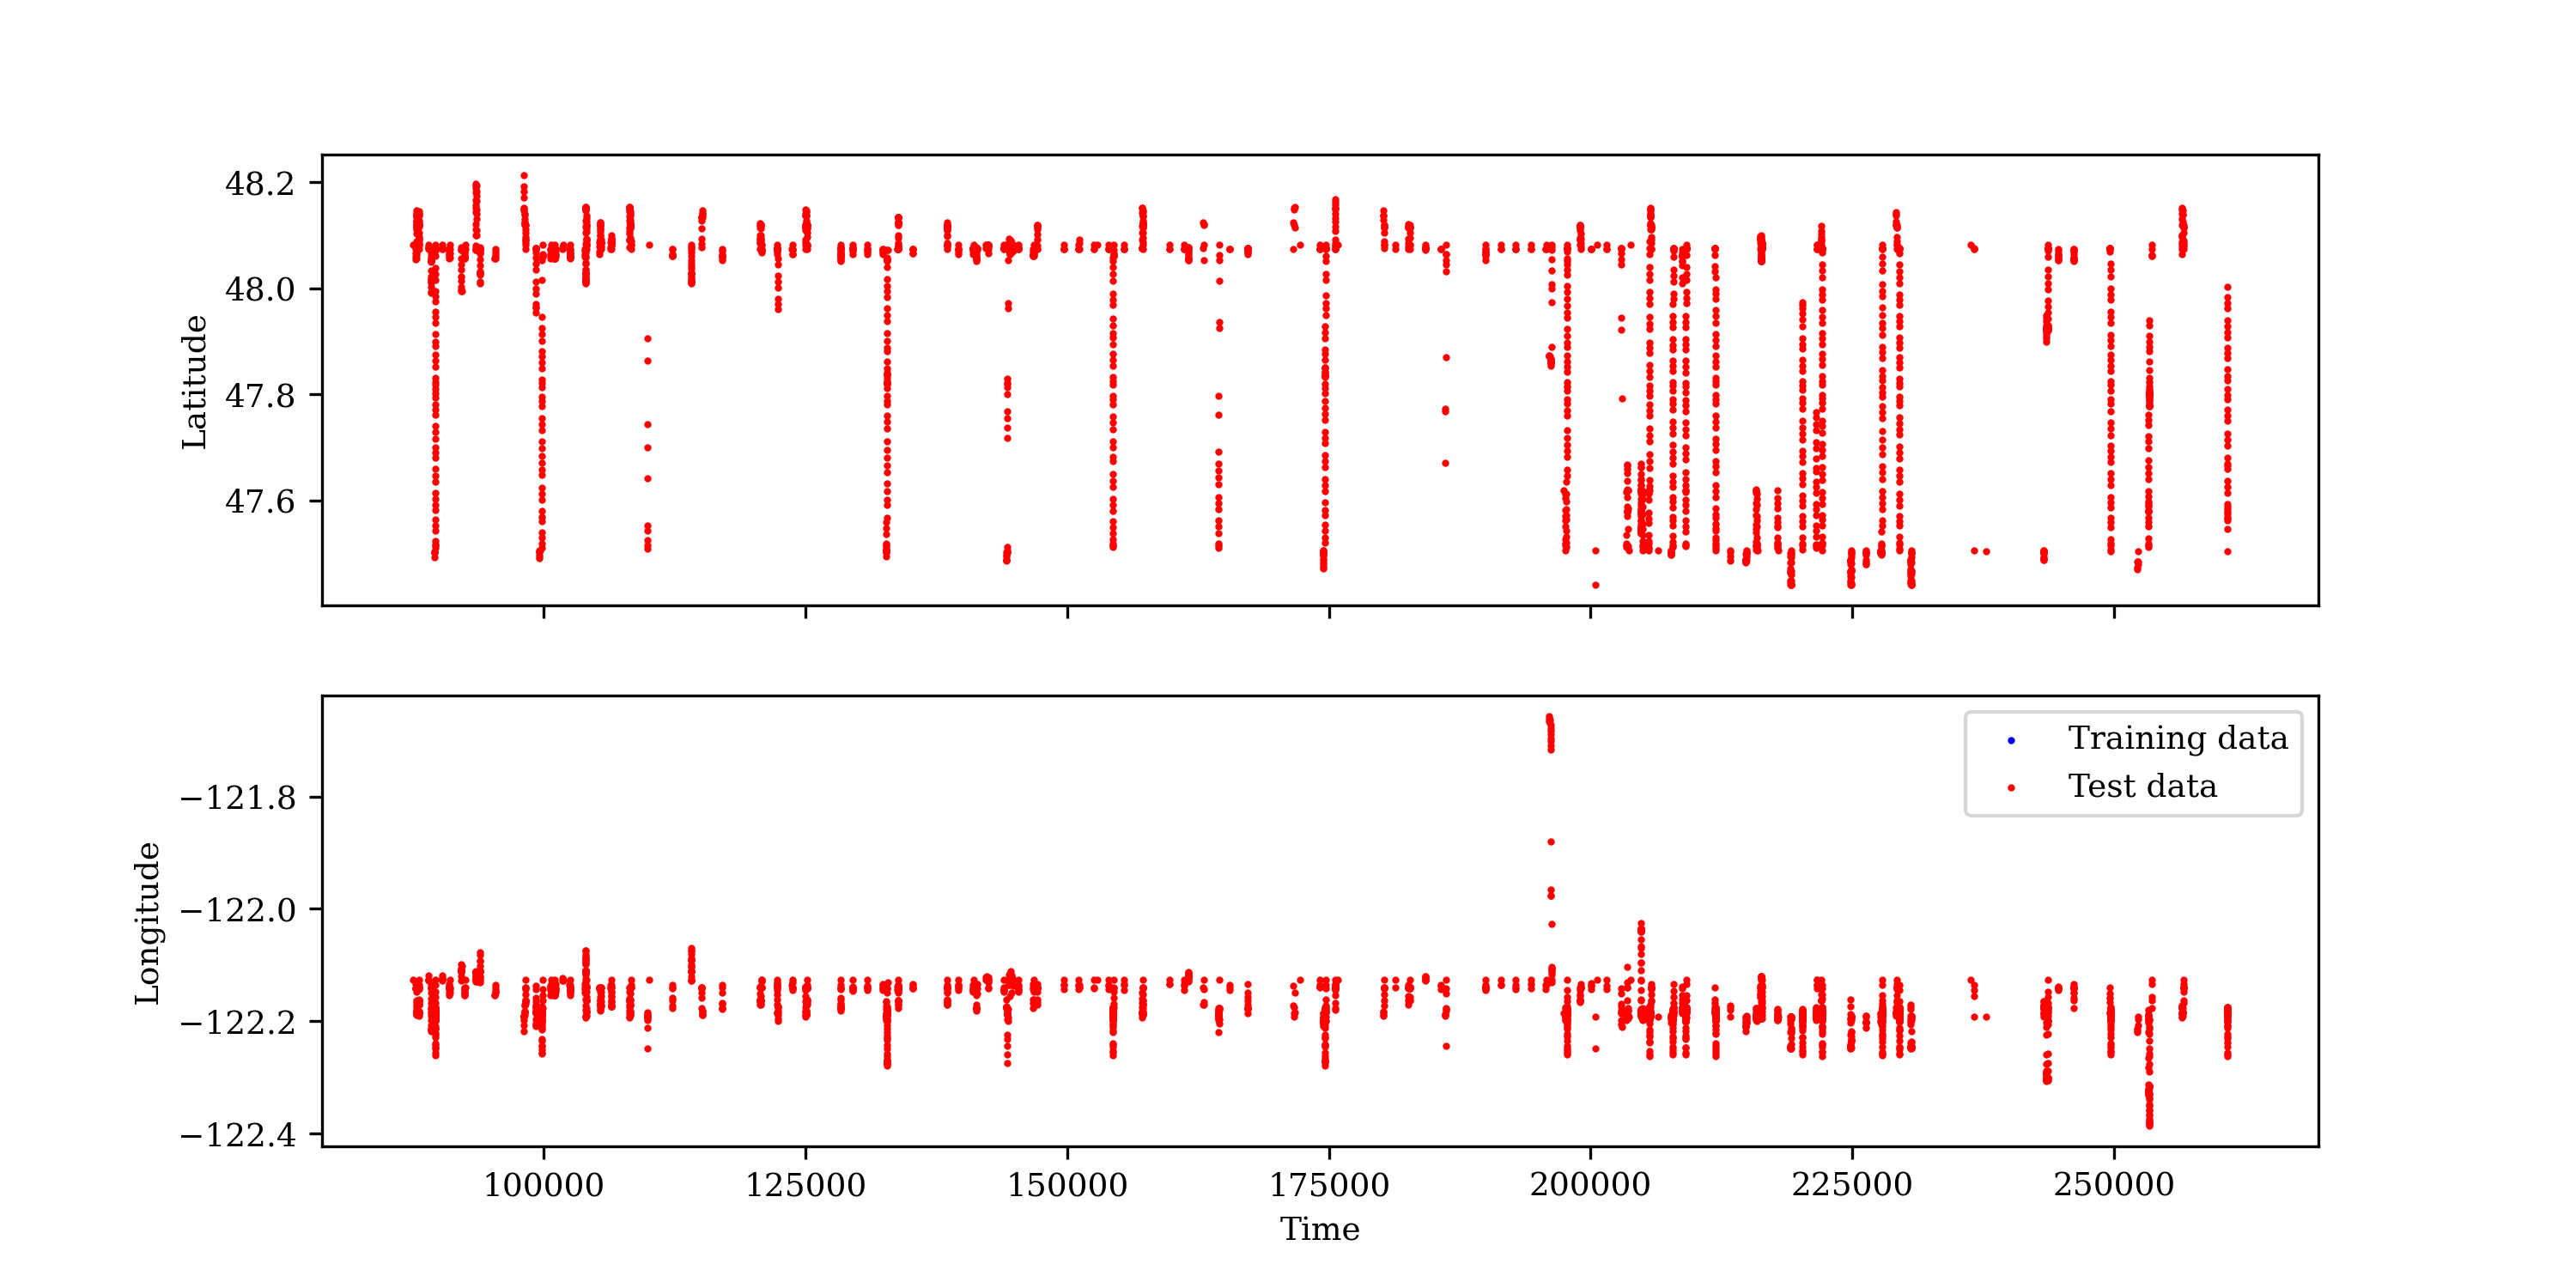 48.2
48.0
47.8
47.6
Latitude
−121.8
−122.0
−122.2
−122.4
Longitude
Training data
Test data
100000 125000 150000 175000 200000 225000 250000
Time